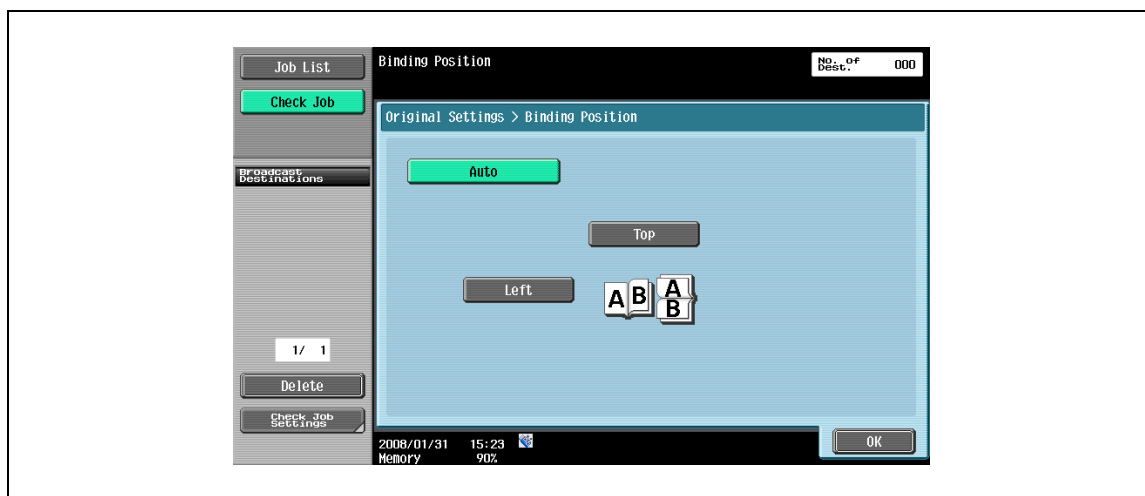 Job List
Check Job
Broadcast
Destinations
1/ 1
Delete
Check Job
Settings
Binding Position
No. of
Dest. 000
Original Settings > Binding Position
Auto
Top
Left
A B
A
B
2008/01/31 15:23
Memory 90%
OK